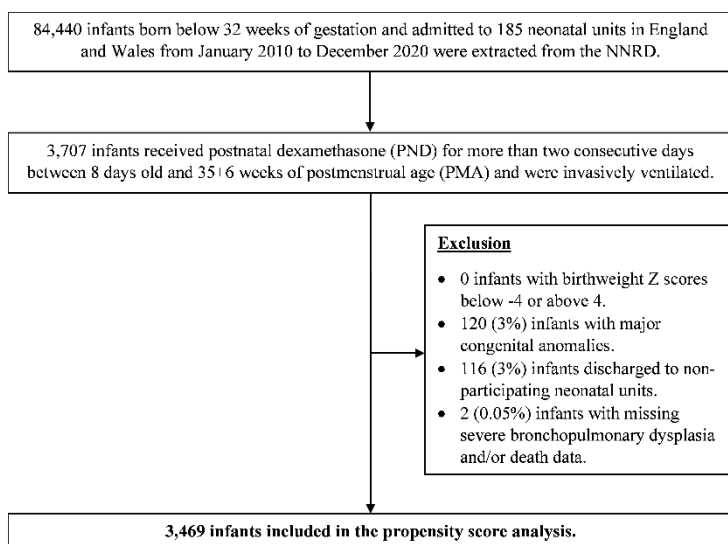 84,440 infants born below 32 weeks of gestation and admitted to 185 neonatal units in England
and Wales from January 2010 to December 2020 were extracted from the NNRD.
3,707 infants received postnatal dexamethasone (PND) for more than two consecutive days
between 8 days old and 35+6 weeks of postmenstrual age (PMA) and were invasively ventilated.
Exclusion
• 0 infants with birthweight Z scores
below -4 or above 4.
• 120 (3%) infants with major
congenital anomalies.
• 116 (3%) infants discharged to non-
participating neonatal units.
• 2 (0.05%) infants with missing
severe bronchopulmonary dysplasia
and/or death data.
3,469 infants included in the propensity score analysis.